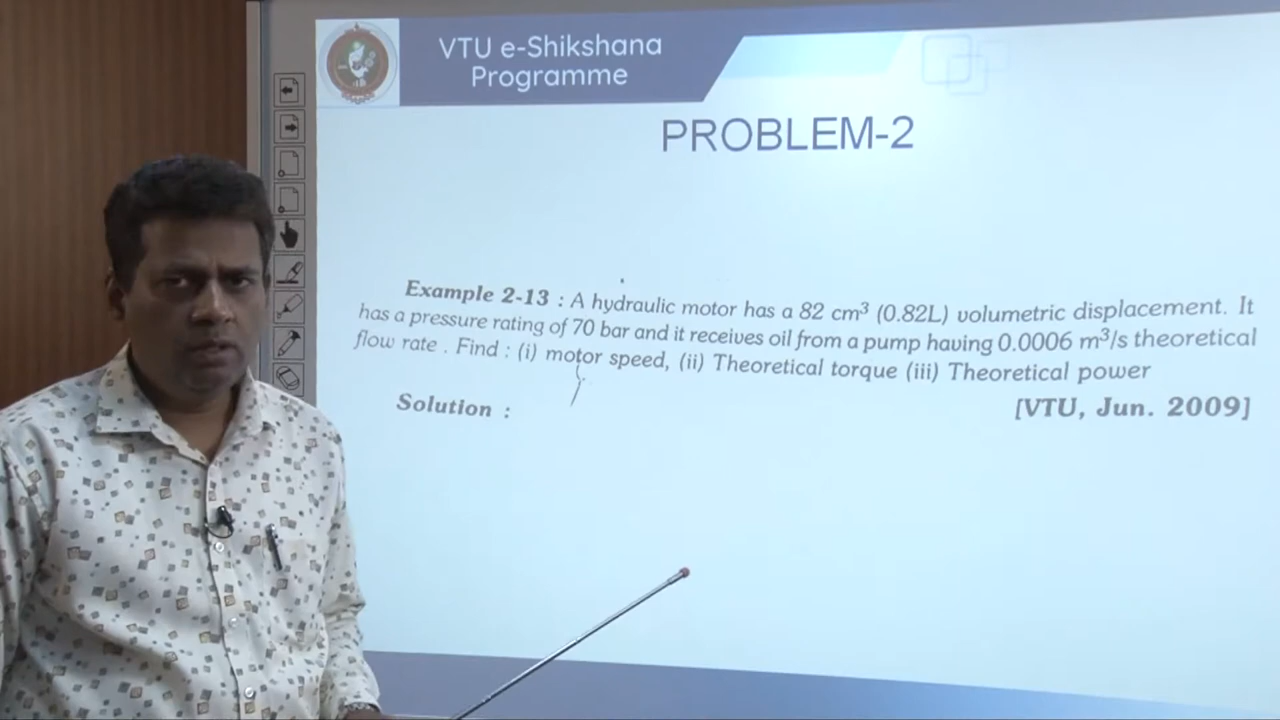 VTU e-Shikshana
Programme
PROBLEM-2
Example 2-13 : A hydraulic motor has a 82 cm³ (0.82L) volumetric displacement. It
has a pressure rating of 70 bar and it receives oil from a pump having 0.0006 m³/s theoretical
flow rate . Find : (i) motor speed, (ii) Theoretical torque (iii) Theoretical power
Solution :
[VTU, Jun. 2009]